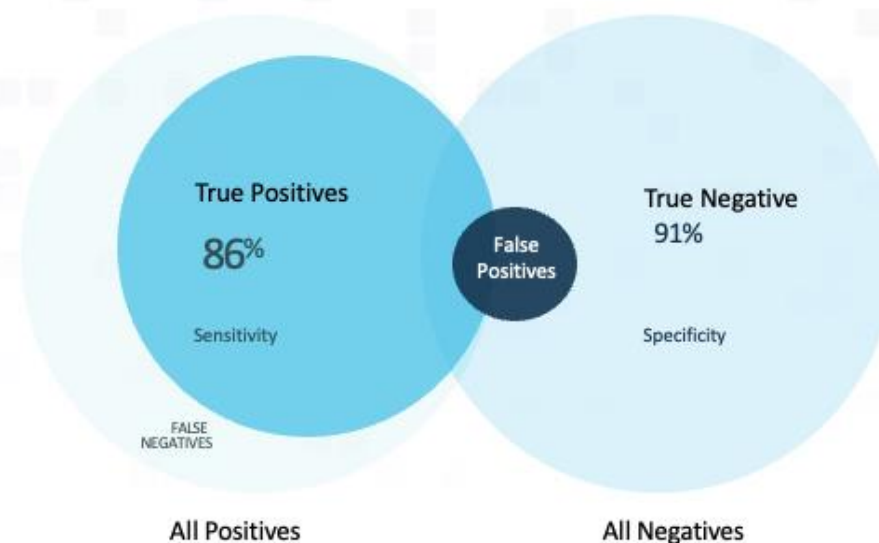 True Positives
86%
Sensitivity
FALSE
NEGATIVES
All Positives
False
Positives
True Negative
91%
Specificity
All Negatives